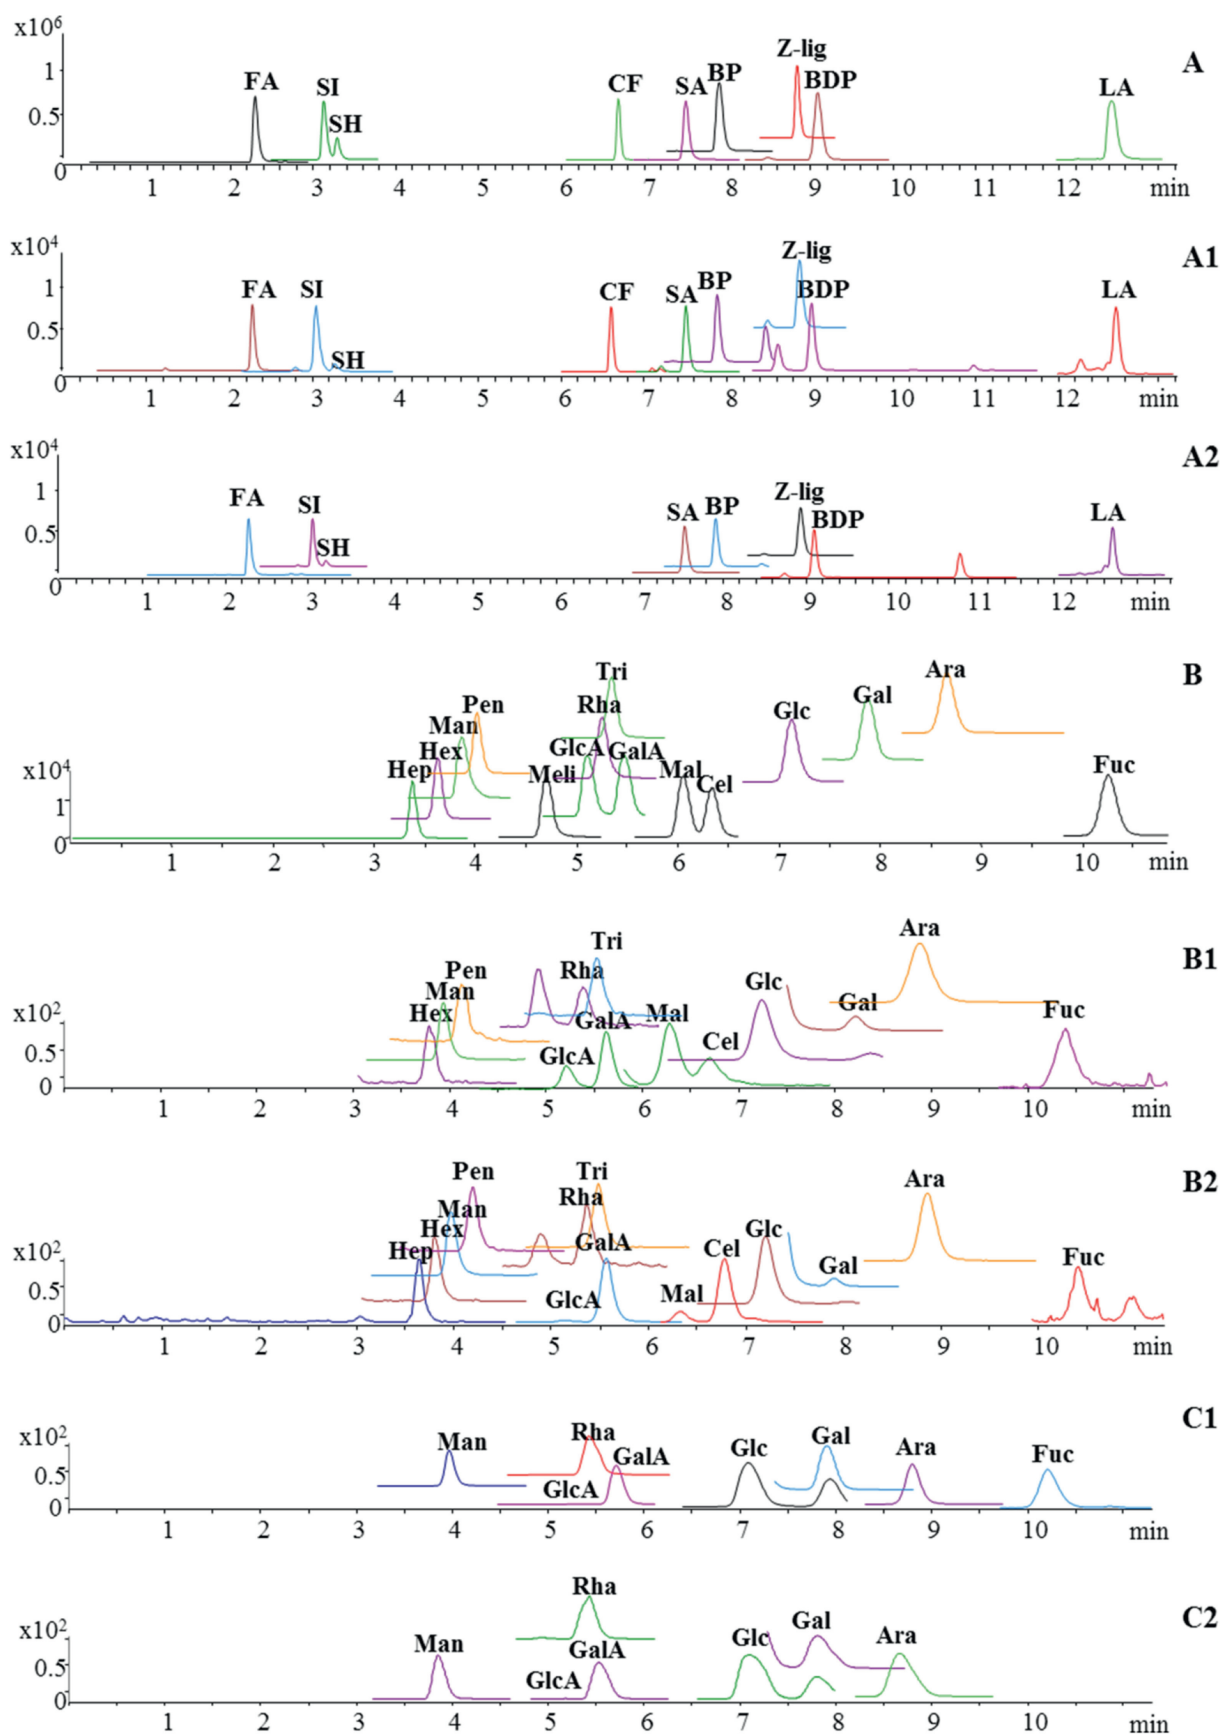 x10⁶
A
1
0.5
0
FA SI SH CF SA BP Z-lig BDP LA
1 2 3 4 5 6 7 8 9 10 11 12 min
x10⁴
A1
1
0.5
0
FA SI SH CF SA BP Z-lig BDP LA
1 2 3 4 5 6 7 8 9 10 11 12 min
x10⁴
A2
1
0.5
0
FA SI SH SA BP Z-lig BDP LA
1 2 3 4 5 6 7 8 9 10 11 12 min
B
x10⁴
1
0
Hep Hex Man Pen Meli GlcA Rha Tri GalA Mal Cel Glc Gal Ara Fuc
1 2 3 4 5 6 7 8 9 10 min
B1
x10²
0.5
0
Hex Man Pen GlcA Rha Tri GalA Mal Cel Glc Gal Ara Fuc
1 2 3 4 5 6 7 8 9 10 min
B2
x10²
0.5
0
Hep Hex Man Pen GlcA Rha Tri GalA Mal Cel Glc Gal Ara Fuc
1 2 3 4 5 6 7 8 9 10 min
C1
x10²
0.5
0
Man GlcA Rha GalA Glc Gal Ara Fuc
1 2 3 4 5 6 7 8 9 10 min
C2
x10²
0.5
0
Man GlcA Rha GalA Glc Gal Ara
1 2 3 4 5 6 7 8 9 10 min